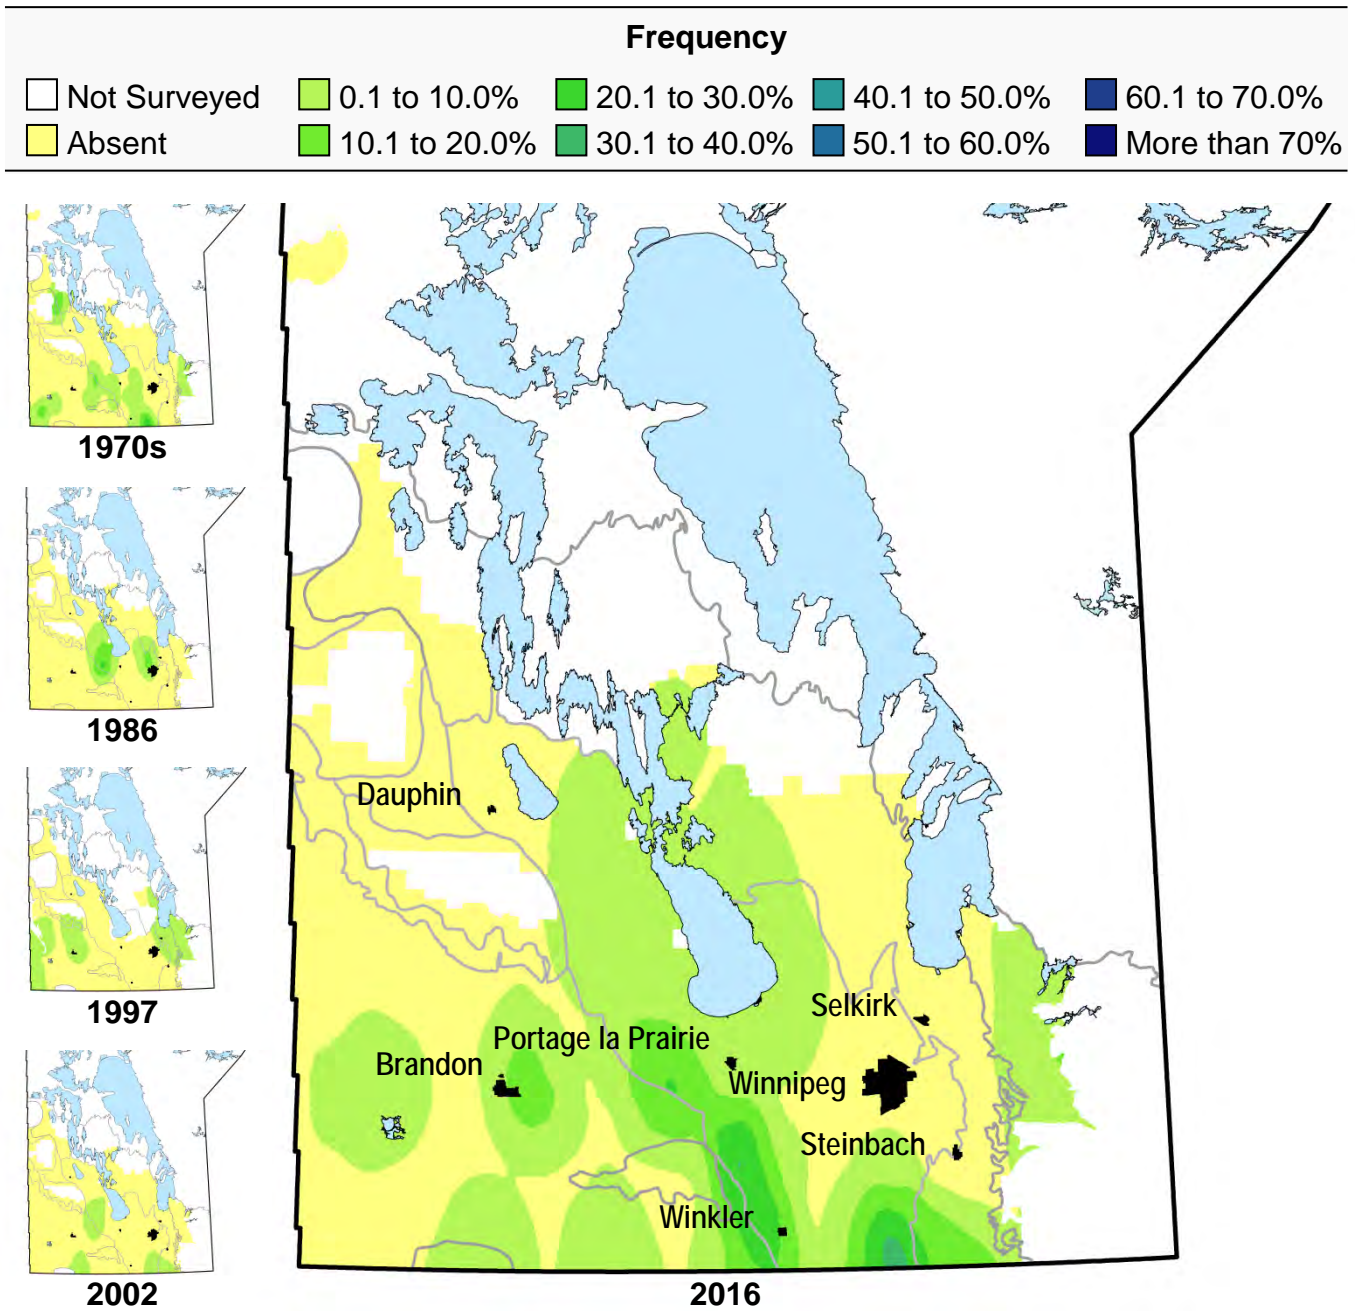 Frequency
Not Surveyed 0.1 to 10.0% 20.1 to 30.0% 40.1 to 50.0% 60.1 to 70.0%
Absent 10.1 to 20.0% 30.1 to 40.0% 50.1 to 60.0% More than 70%
1970s
1986
1997
2002
Dauphin
Selkirk
Portage la Prairie
Brandon
Winnipeg
Steinbach
Winkler
2016